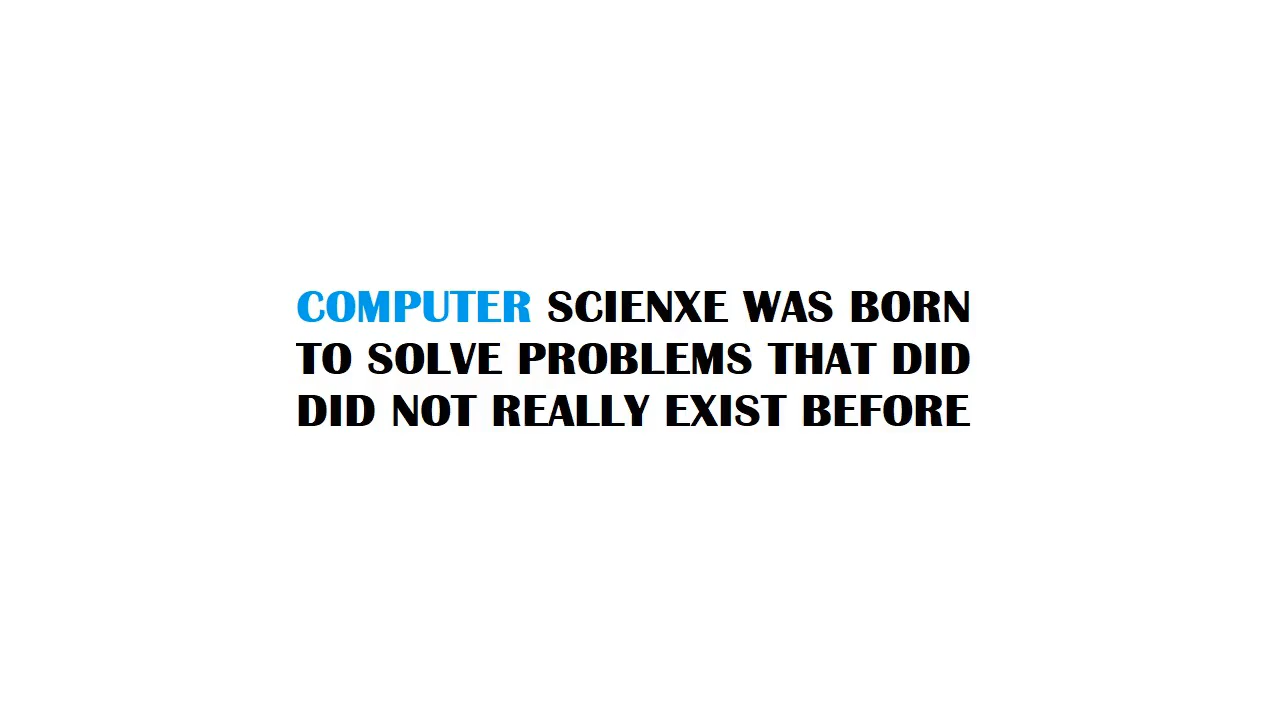 COMPUTER SCIENXE WAS BORN
TO SOLVE PROBLEMS THAT DID
DID NOT REALLY EXIST BEFORE